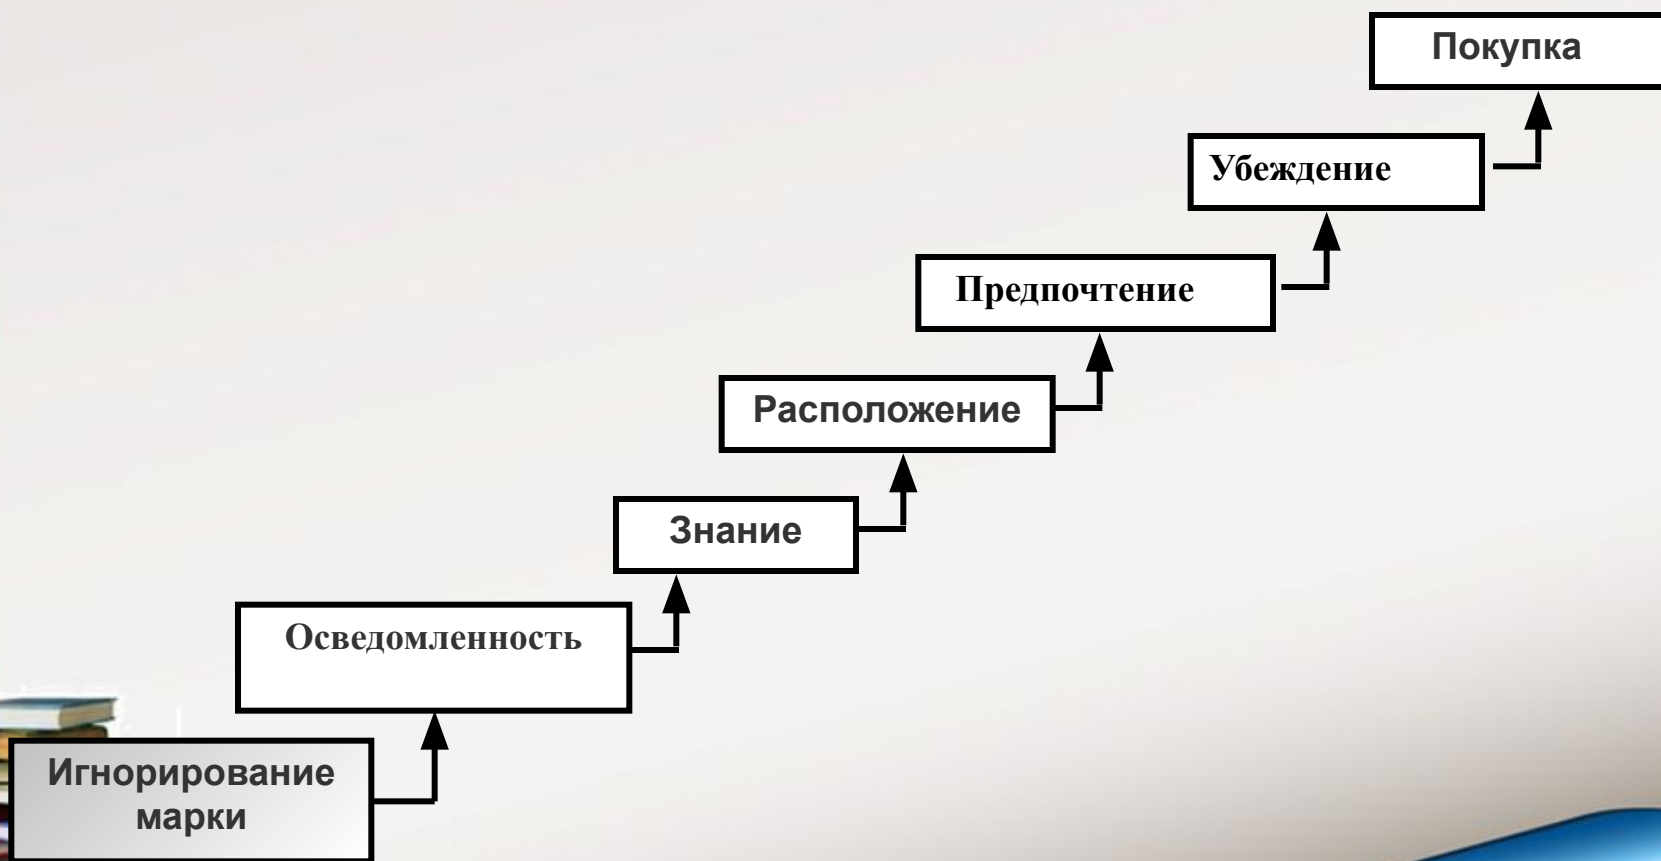 Покупка
Убеждение
Предпочтение
Расположение
Знание
Осведомленность
Игнорирование
марки